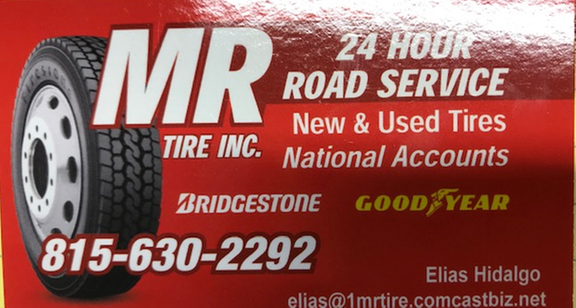 MR
TIRE INC.
24 HOUR
ROAD SERVICE
New & Used Tires
National Accounts
BRIDGESTONE GOODYEAR
815-630-2292
Elias Hidalgo
elias@1mrtire.comcastbiz.net